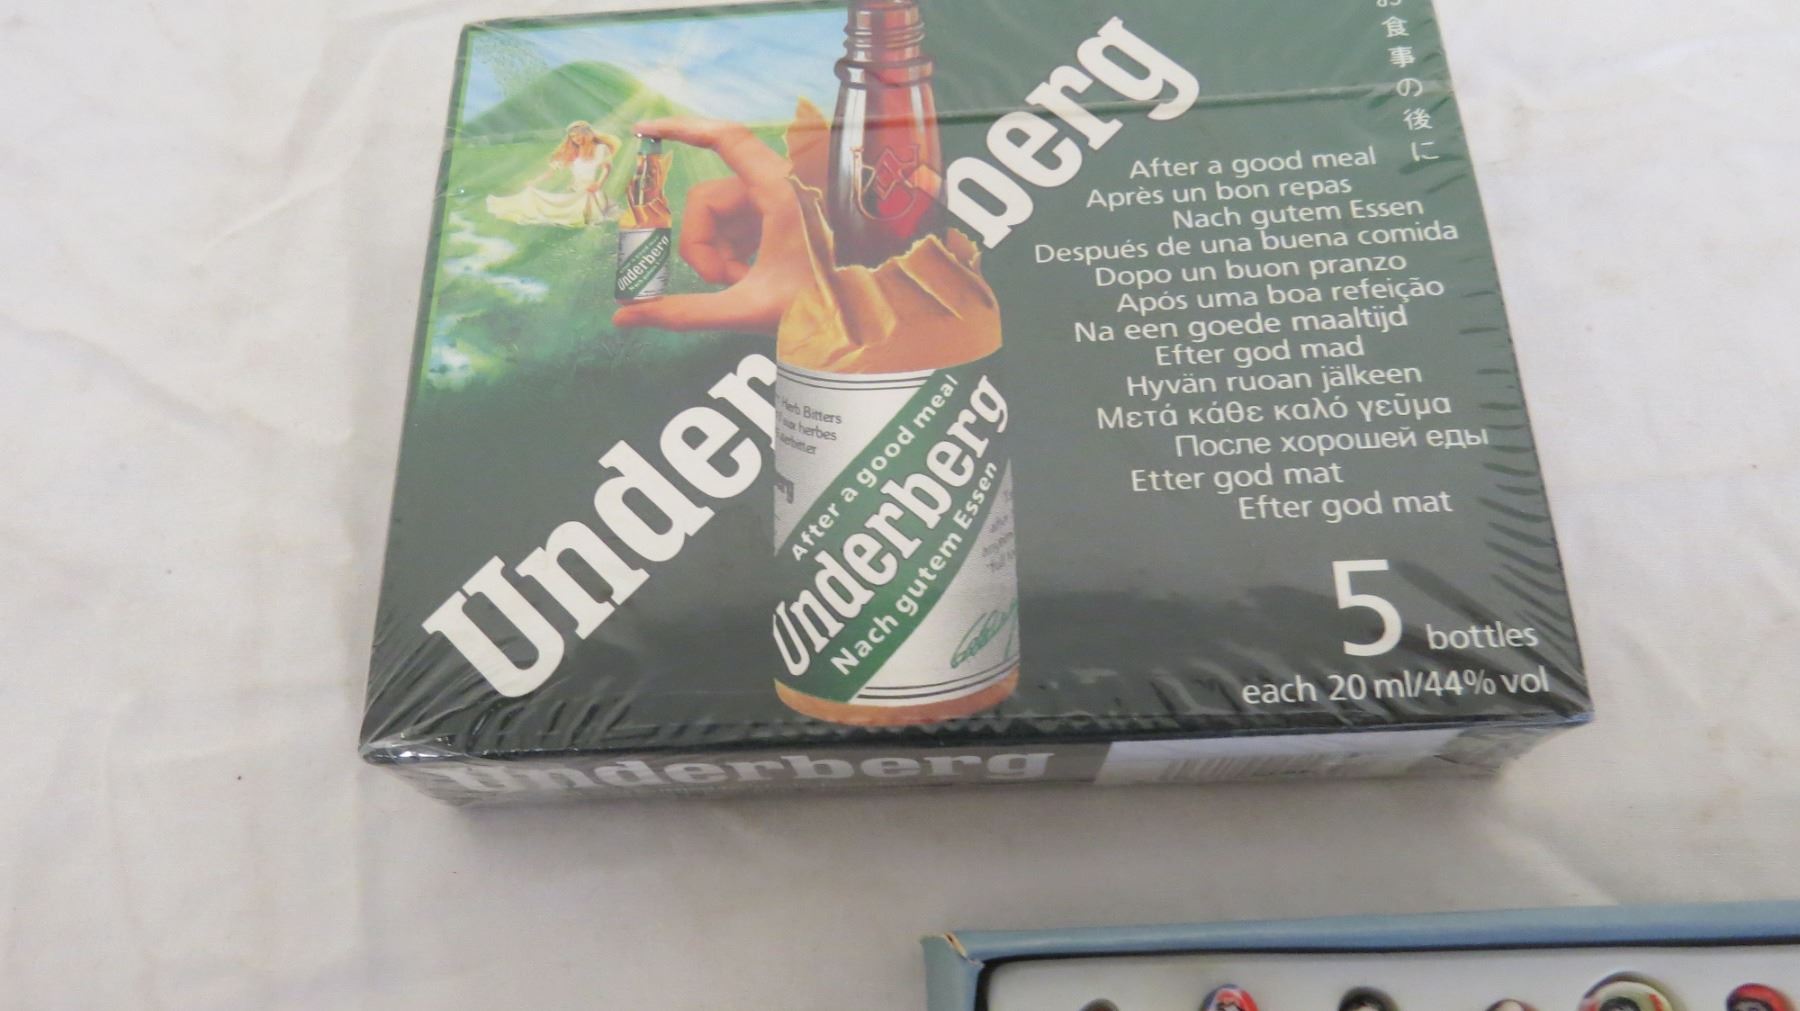 Underberg
お食事の後に
After a good meal
Après un bon repas
Nach gutem Essen
Después de una buena comida
Dopo un buon pranzo
Após uma boa refeição
Na een goede maaltijd
Efter god mad
Hyvän ruoan jälkeen
Μετά κάθε καλό γεῦμα
После хорошей еды
Etter god mat
Efter god mat
5 bottles
each 20 ml/44% vol
Underberg
Herb Bitters
aux herbes
After a good meal
Underberg
Nach gutem Essen
Underberg